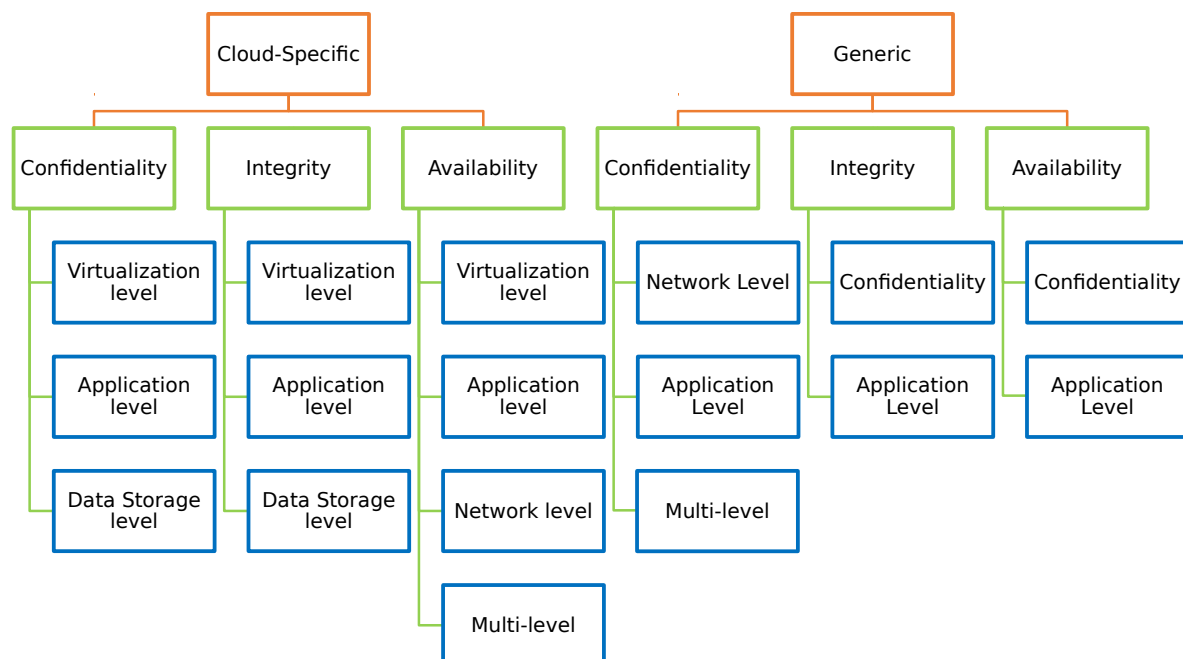 Cloud-Specific
Generic
Confidentiality
Integrity
Availability
Confidentiality
Integrity
Availability
Virtualization
level
Virtualization
level
Virtualization
level
Network Level
Confidentiality
Confidentiality
Application
level
Application
level
Application
level
Application
Level
Application
Level
Application
Level
Data Storage
level
Data Storage
level
Network level
Multi-level
Multi-level